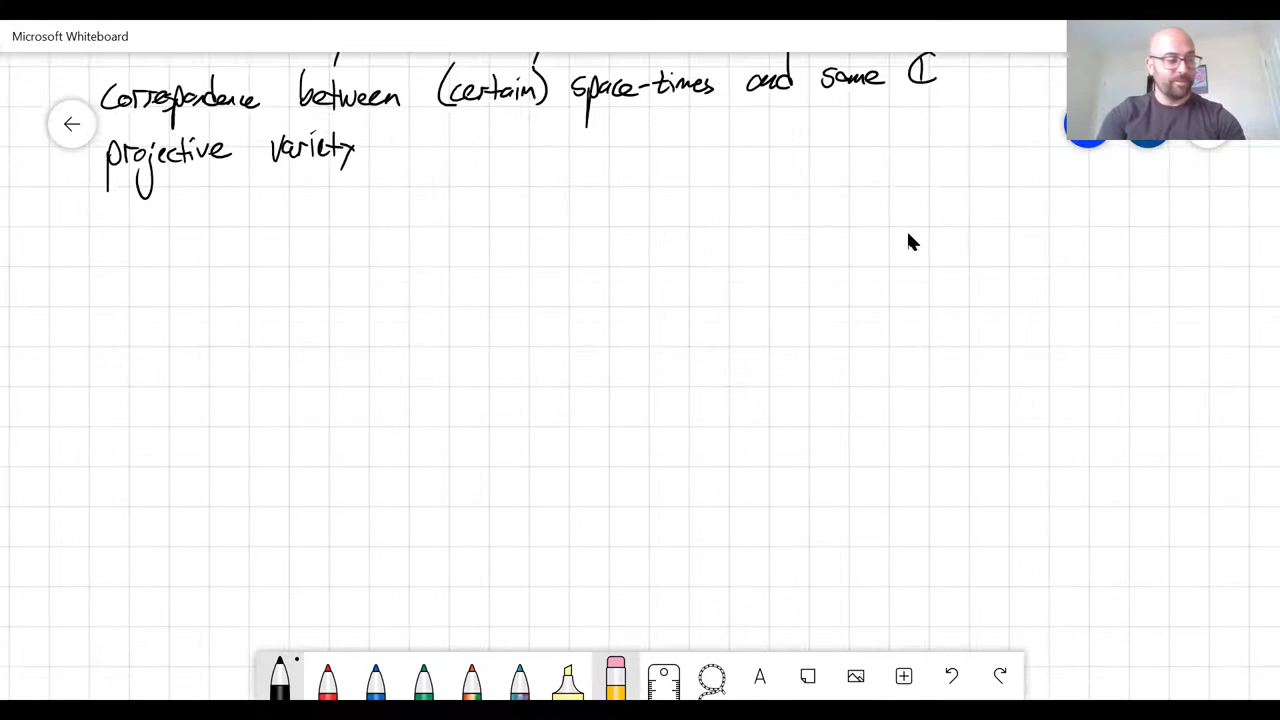 Microsoft Whiteboard
correspondence between (certain) space-times and some ℂ
projective variety